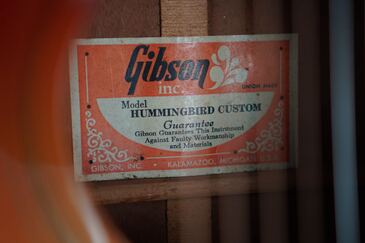 Gibson
inc.
UNION MADE
Model
HUMMINGBIRD CUSTOM
Guarantee
Gibson Guarantees This Instrument
Against Faulty Workmanship
and Materials
GIBSON, INC. • KALAMAZOO, MICHIGAN U.S.A.